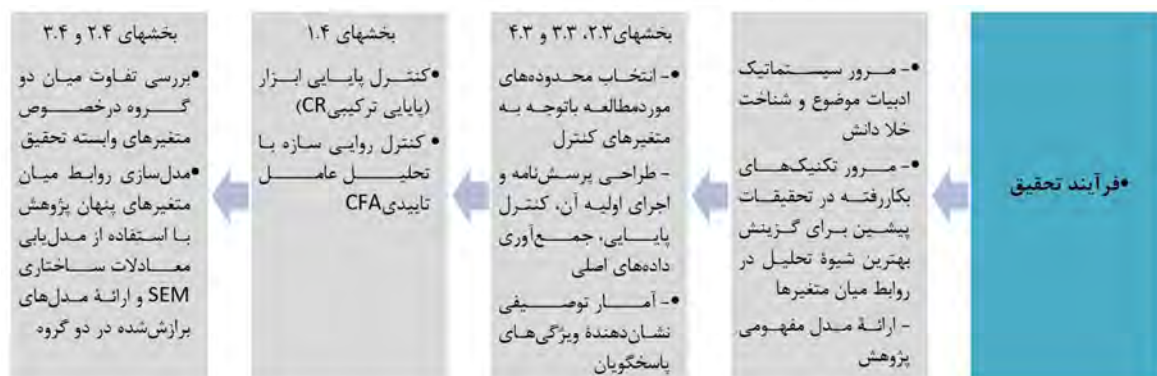 •فرآیند تحقیق
•- مرور سیستماتیک
ادبیات موضوع و شناخت
خلا دانش
•- مرور تکنیک‌های
بکاررفته در تحقیقات
پیشین برای گزینش
بهترین شیوۀ تحلیل در
روابط میان متغیرها
- ارائۀ مدل مفهومی
پژوهش
بخشهای۲.۳، ۳.۳ و ۴.۳
•- انتخاب محدوده‌های
موردمطالعه باتوجه به
متغیرهای کنترل
- طراحی پرسش‌نامه و
اجرای اولیه آن، کنترل
پایایی، جمع‌آوری
داده‌های اصلی
•- آمار توصیفی
نشان‌دهندۀ ویژگی‌های
پاسخگویان
بخشهای ۱.۴
•کنترل پایایی ابزار
(پایایی ترکیبیCR)
• کنترل روایی سازه با
تحلیل عامل
تاییدیCFA
بخشهای ۲.۴ و ۳.۴
•بررسی تفاوت میان دو
گروه درخصوص
متغیرهای وابسته تحقیق
•مدل‌سازی روابط میان
متغیرهای پنهان پژوهش
با استفاده از مدل‌یابی
معادلات ساختاری
SEM و ارائۀ مدل‌های
برازش‌شده در دو گروه